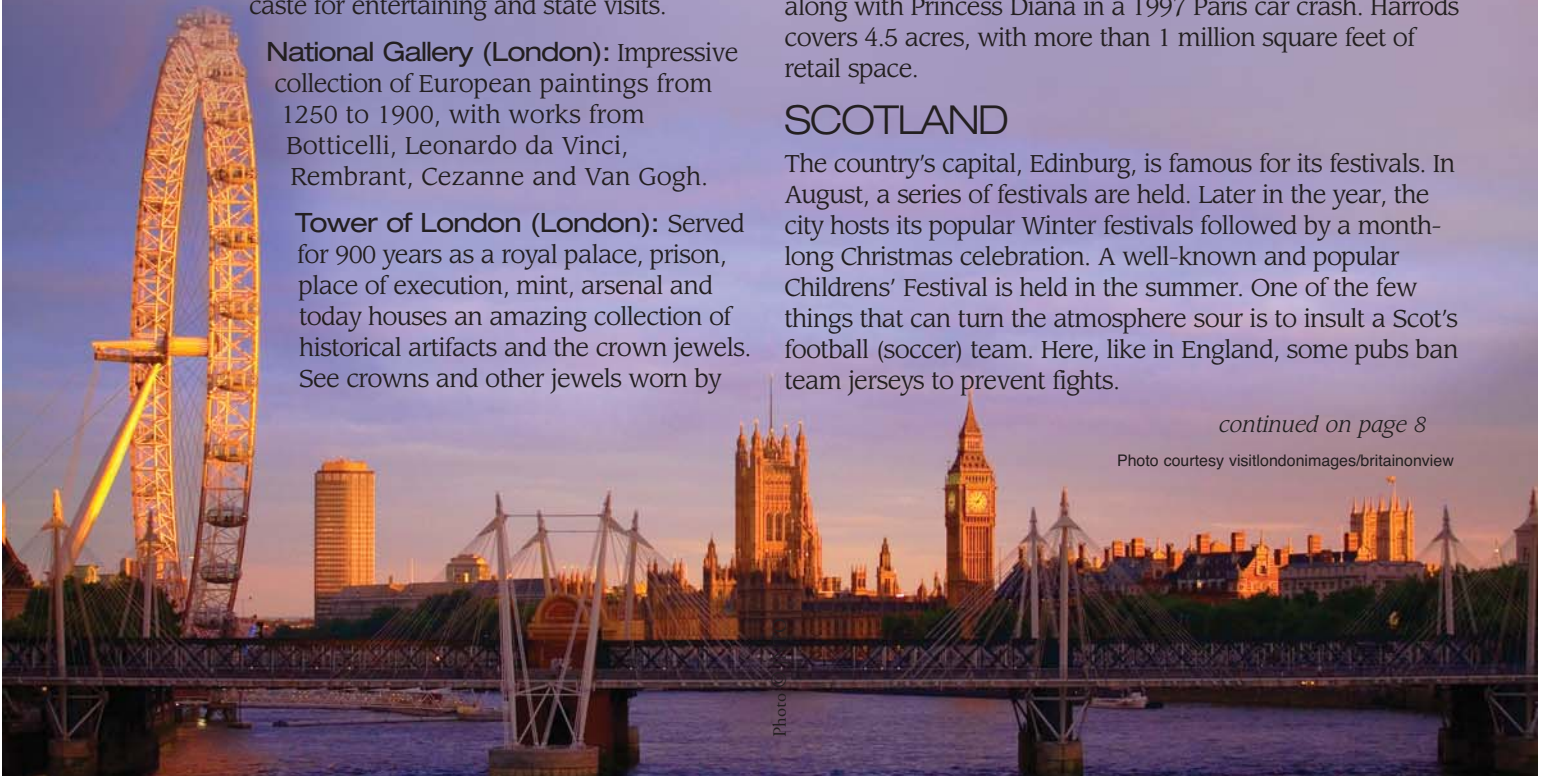 caste for entertaining and state visits.
National Gallery (London): Impressive
collection of European paintings from
1250 to 1900, with works from
Botticelli, Leonardo da Vinci,
Rembrant, Cezanne and Van Gogh.
Tower of London (London): Served
for 900 years as a royal palace, prison,
place of execution, mint, arsenal and
today houses an amazing collection of
historical artifacts and the crown jewels.
See crowns and other jewels worn by
along with Princess Diana in a 1997 Paris car crash. Harrods
covers 4.5 acres, with more than 1 million square feet of
retail space.
SCOTLAND
The country's capital, Edinburg, is famous for its festivals. In
August, a series of festivals are held. Later in the year, the
city hosts its popular Winter festivals followed by a month-
long Christmas celebration. A well-known and popular
Childrens' Festival is held in the summer. One of the few
things that can turn the atmosphere sour is to insult a Scot's
football (soccer) team. Here, like in England, some pubs ban
team jerseys to prevent fights.
continued on page 8
Photo courtesy visitlondonimages/britainonview
Photo